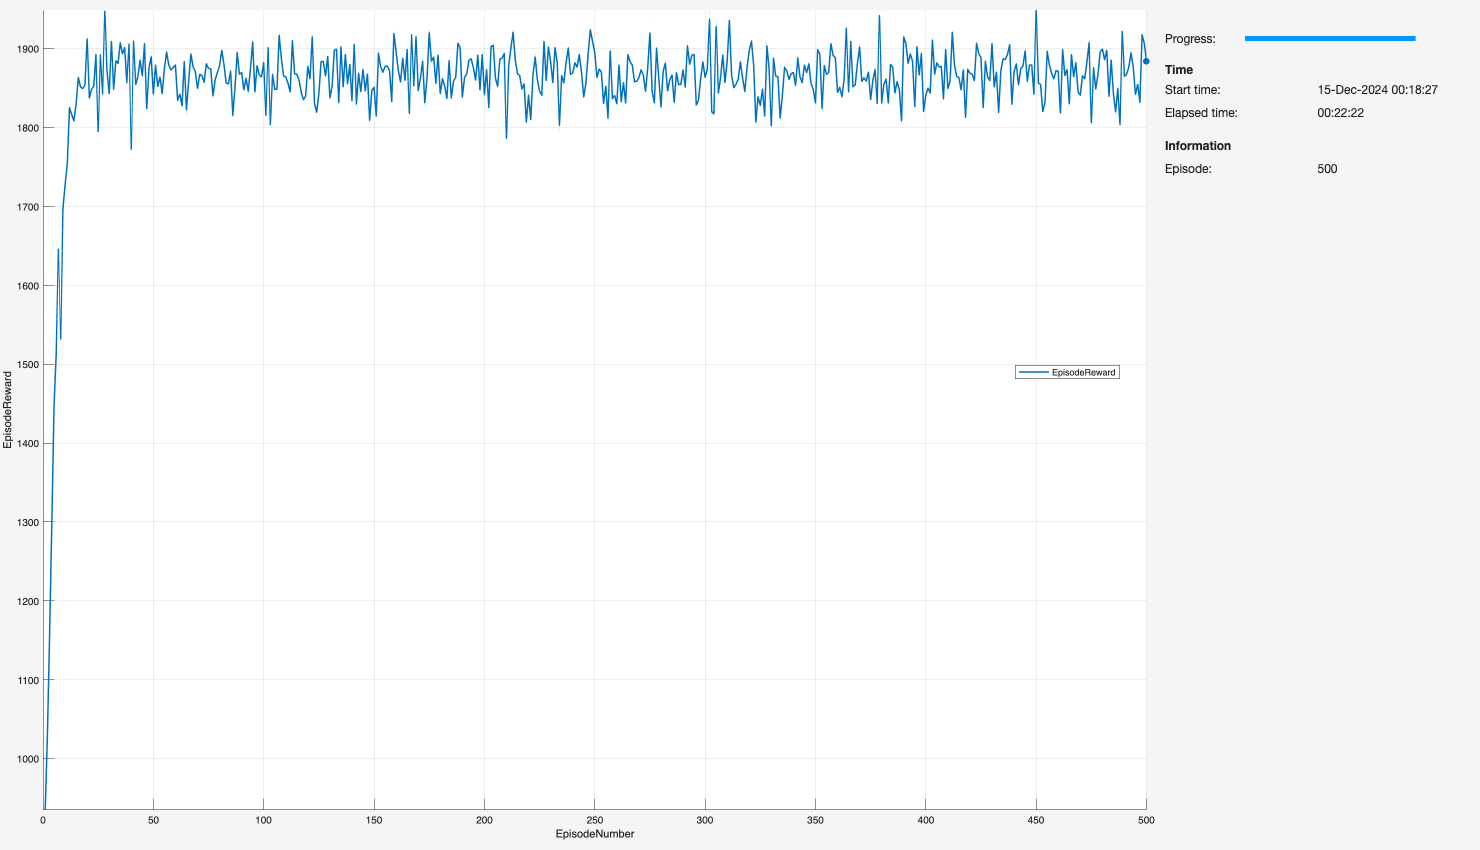 1900
1800
1700
1600
1500
1400
1300
1200
1100
1000
EpisodeReward
0 50 100 150 200 250 300 350 400 450 500
EpisodeNumber
EpisodeReward
Progress:
Time
Start time: 15-Dec-2024 00:18:27
Elapsed time: 00:22:22
Information
Episode: 500